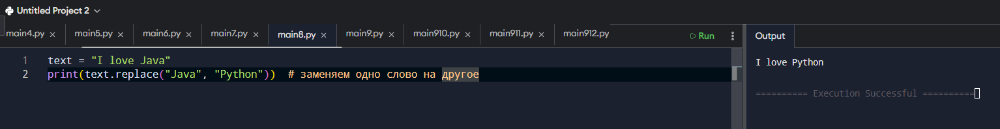 Untitled Project 2
main4.py × main5.py × main6.py × main7.py × main8.py × main9.py × main910.py × main911.py × main912.py Run Output
1 text = "I love Java"
2 print(text.replace("Java", "Python"))  # заменяем одно слово на другое
I love Python
========== Execution Successful ==========